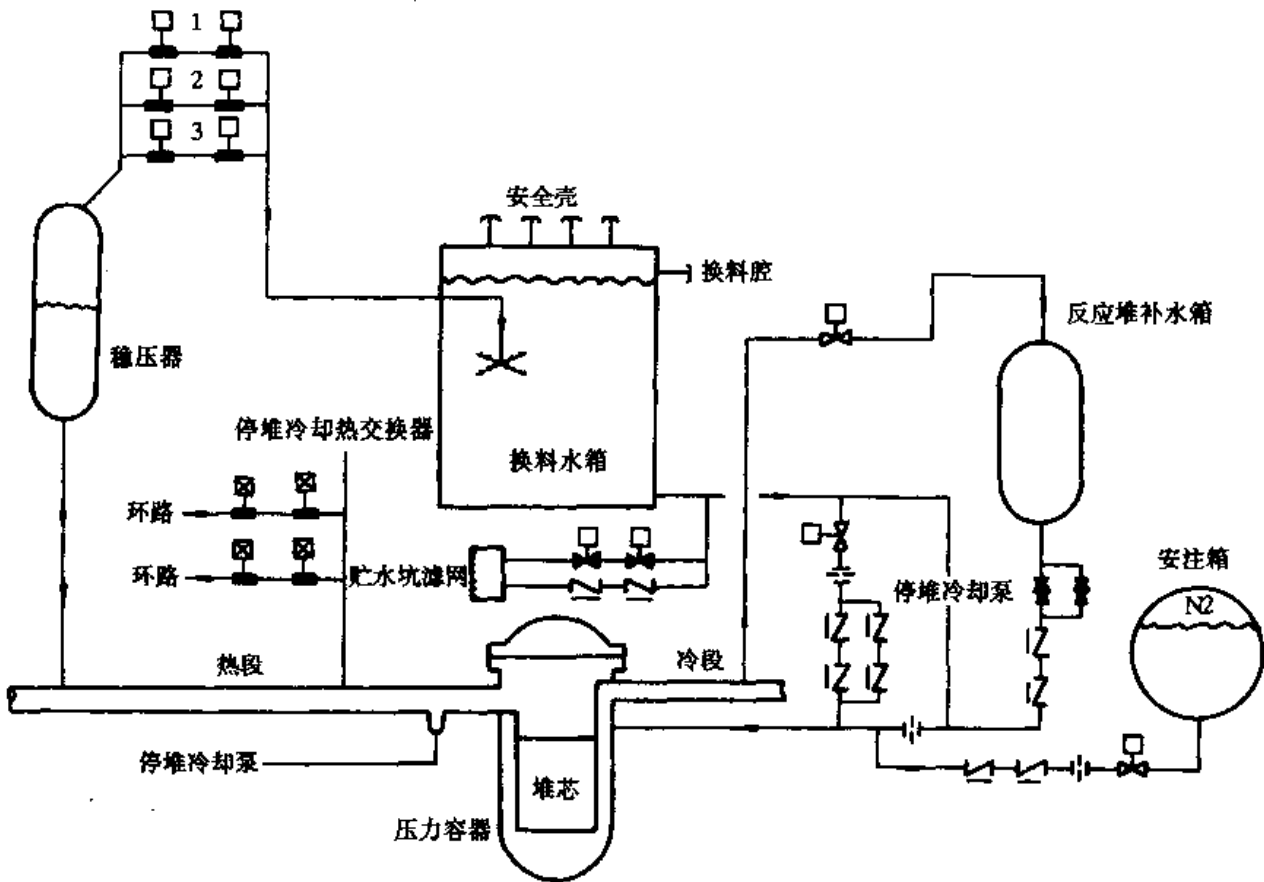 1
2
3
安全壳
换料腔
反应堆补水箱
稳压器
停堆冷却热交换器
换料水箱
环路
环路
贮水坑滤网
停堆冷却泵
安注箱
N2
热段
冷段
停堆冷却泵
堆芯
压力容器